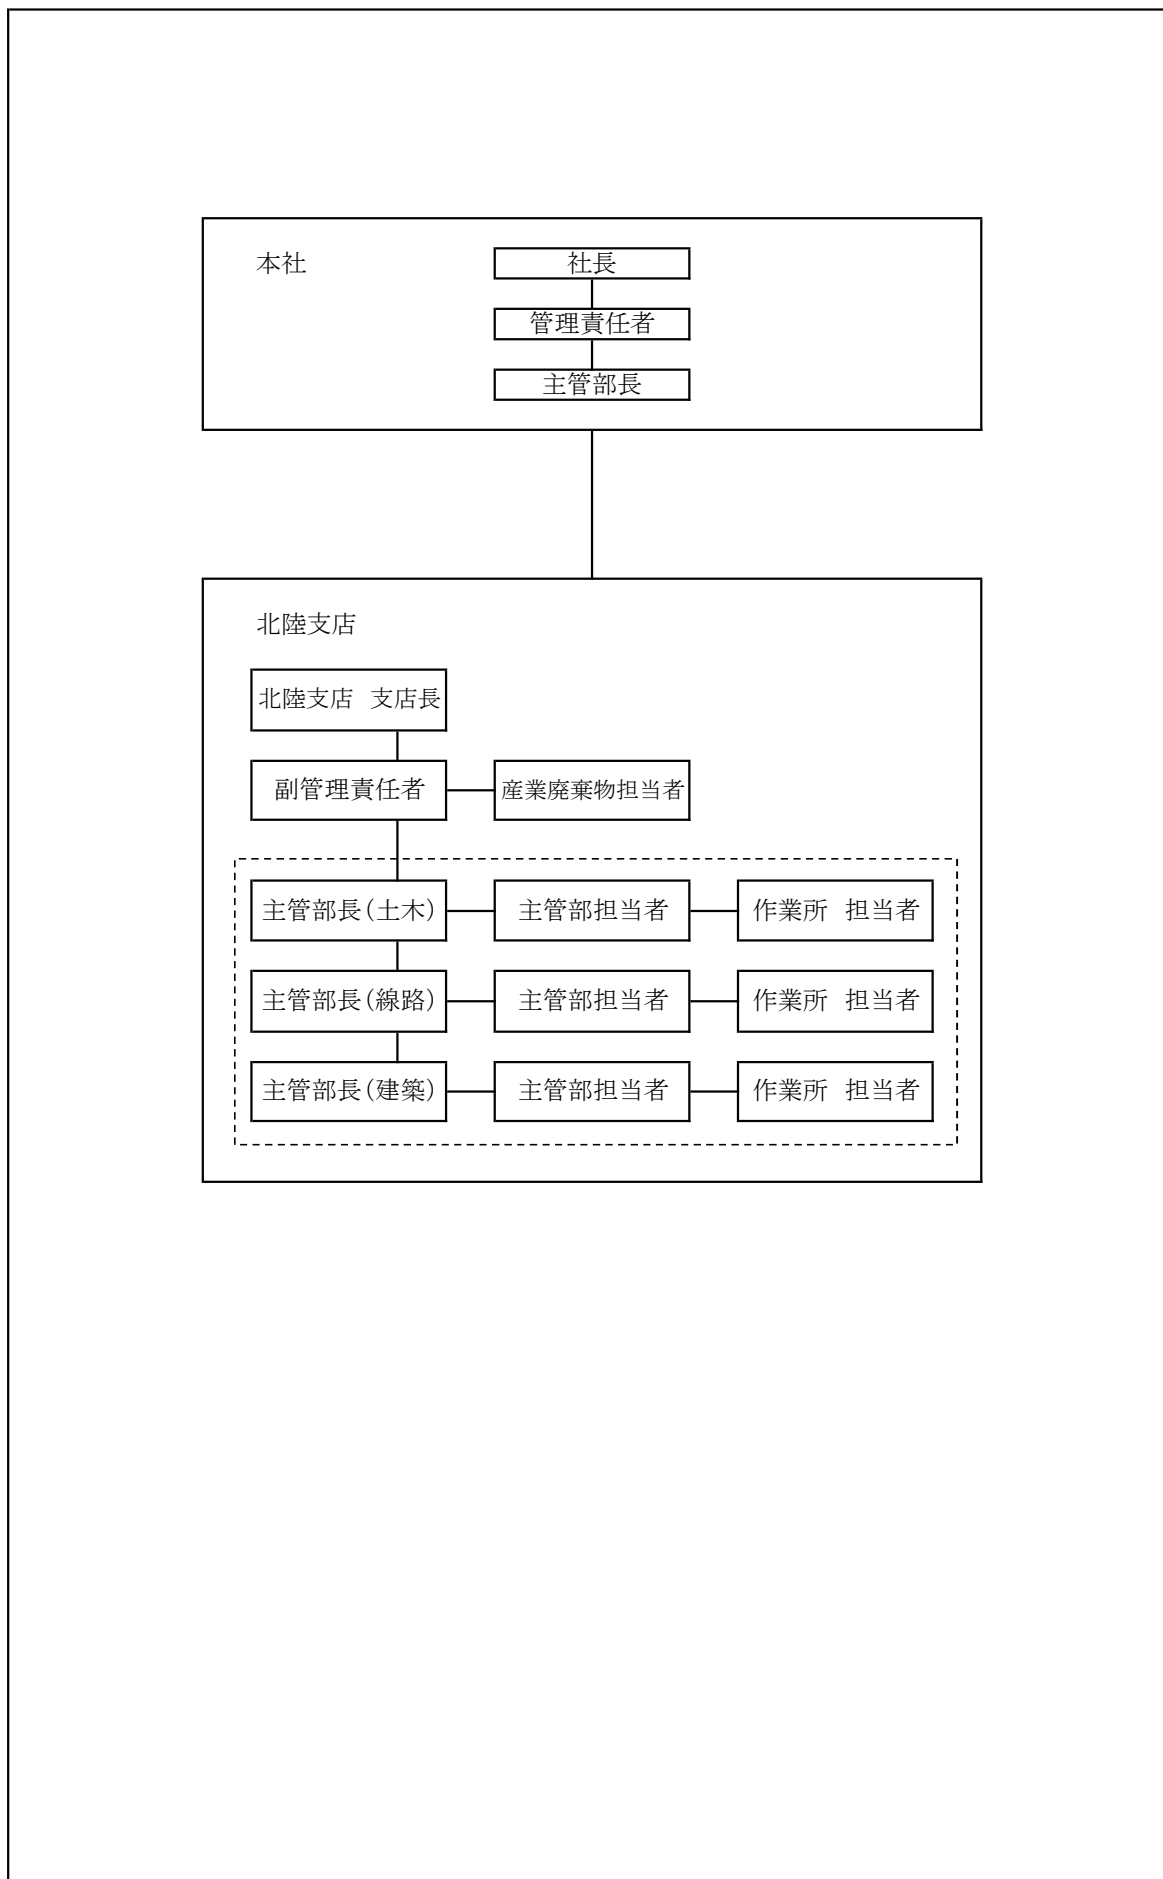 本社
社長
管理責任者
主管部長
北陸支店
北陸支店　支店長
副管理責任者
産業廃棄物担当者
主管部長(土木)
主管部担当者
作業所　担当者
主管部長(線路)
主管部担当者
作業所　担当者
主管部長(建築)
主管部担当者
作業所　担当者